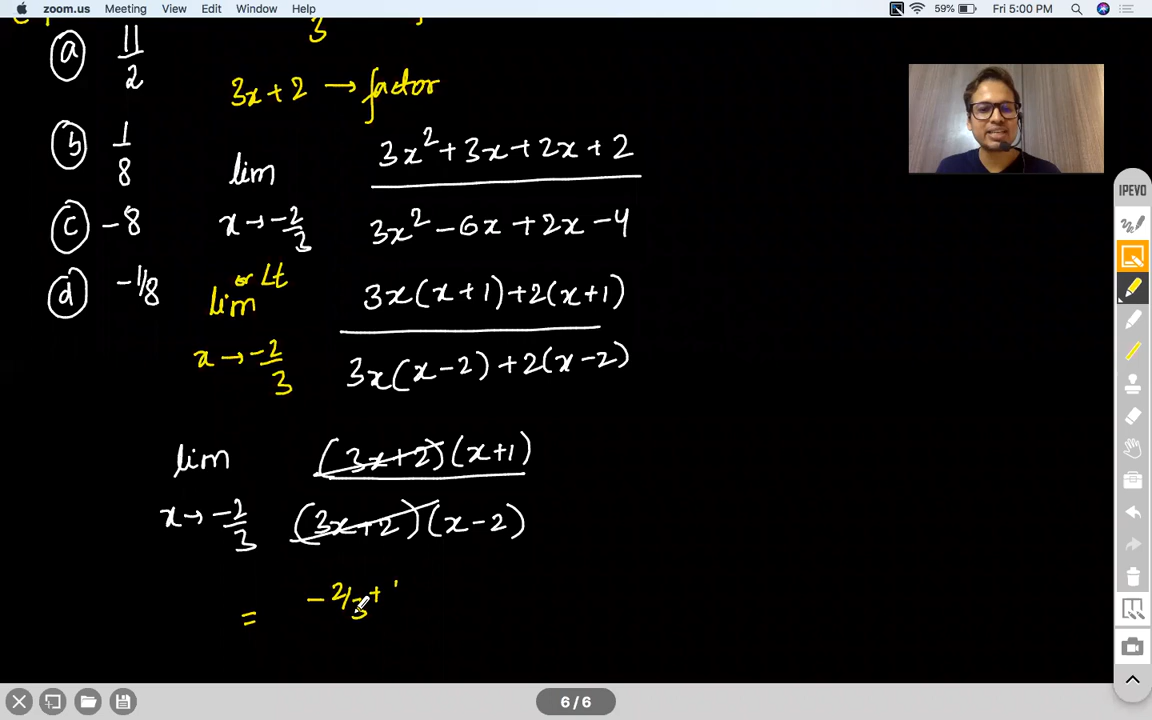 zoom.us Meeting View Edit Window Help 59% Fri 5:00 PM
3
(a) 11/2
3x+2 → factor
(b) 1/8
lim x→-2/3 (3x²+3x+2x+2)/(3x²-6x+2x-4)
(c) -8
(d) -1/8
lim or Lt x→-2/3 (3x(x+1)+2(x+1))/(3x(x-2)+2(x-2))
lim x→-2/3 ((3x+2)(x+1))/((3x+2)(x-2))
= -2/3+
IPEVO
6/6